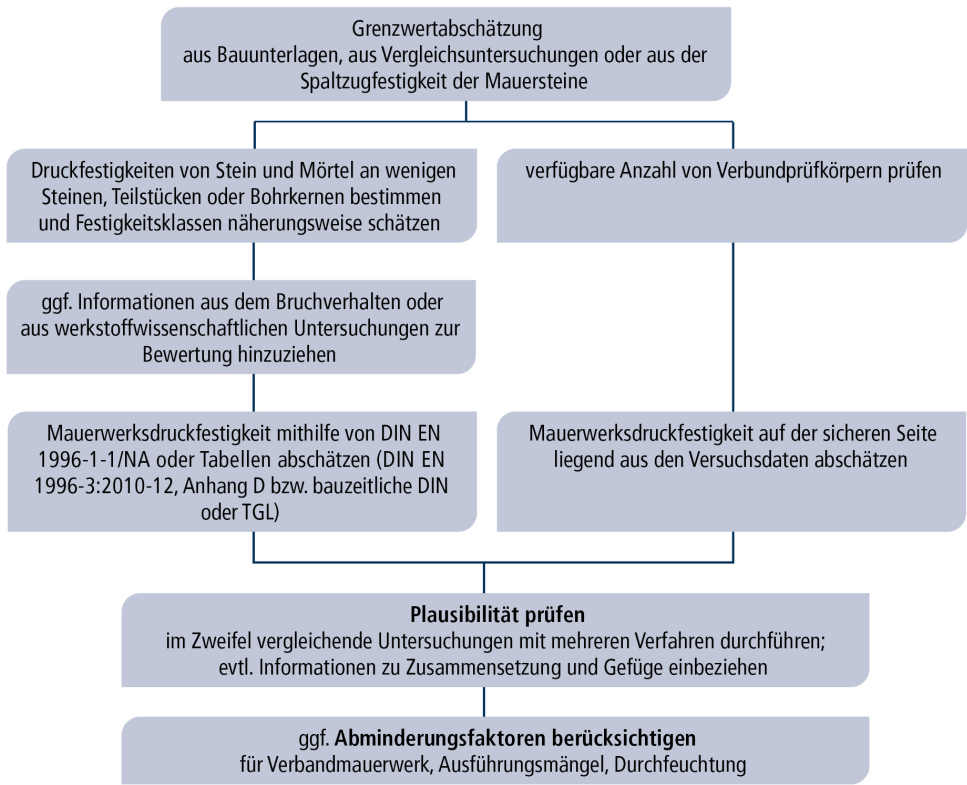 Grenzwertabschätzung
aus Bauunterlagen, aus Vergleichsuntersuchungen oder aus der
Spaltzugfestigkeit der Mauersteine
Druckfestigkeiten von Stein und Mörtel an wenigen
Steinen, Teilstücken oder Bohrkernen bestimmen
und Festigkeitsklassen näherungsweise schätzen
verfügbare Anzahl von Verbundprüfkörpern prüfen
ggf. Informationen aus dem Bruchverhalten oder
aus werkstoffwissenschaftlichen Untersuchungen zur
Bewertung hinzuziehen
Mauerwerksdruckfestigkeit mithilfe von DIN EN
1996-1-1/NA oder Tabellen abschätzen (DIN EN
1996-3:2010-12, Anhang D bzw. bauzeitliche DIN
oder TGL)
Mauerwerksdruckfestigkeit auf der sicheren Seite
liegend aus den Versuchsdaten abschätzen
Plausibilität prüfen
im Zweifel vergleichende Untersuchungen mit mehreren Verfahren durchführen;
evtl. Informationen zu Zusammensetzung und Gefüge einbeziehen
ggf. Abminderungsfaktoren berücksichtigen
für Verbandmauerwerk, Ausführungsmängel, Durchfeuchtung